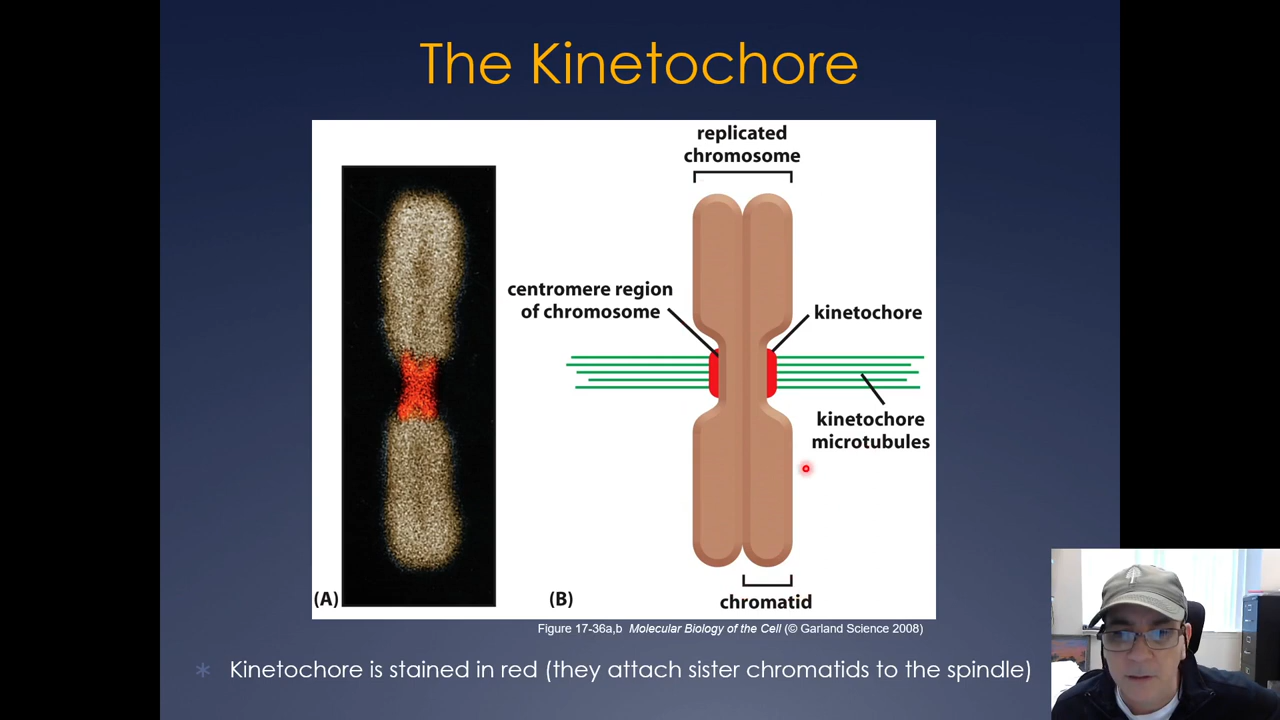 The Kinetochore
replicated
chromosome
centromere region
of chromosome
kinetochore
kinetochore
microtubules
(A)
(B)
chromatid
Figure 17-36a,b Molecular Biology of the Cell (© Garland Science 2008)
* Kinetochore is stained in red (they attach sister chromatids to the spindle)